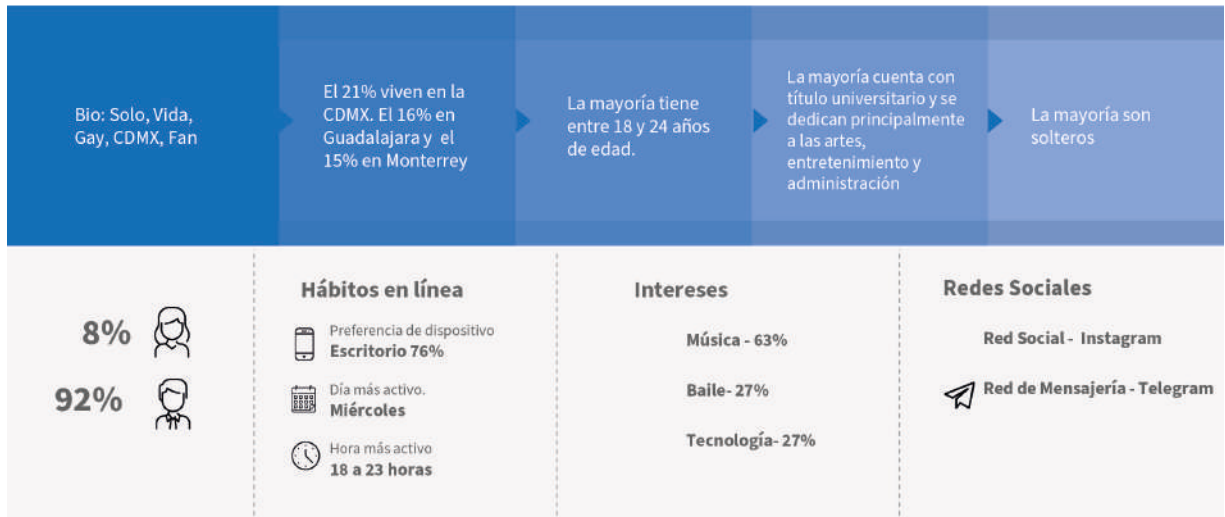 Bio: Solo, Vida,
Gay, CDMX, Fan
El 21% viven en la
CDMX. El 16% en
Guadalajara y el
15% en Monterrey
La mayoría tiene
entre 18 y 24 años
de edad.
La mayoría cuenta con
título universitario y se
dedican principalmente
a las artes,
entretenimiento y
administración
La mayoría son
solteros
8%
92%
Hábitos en línea
Preferencia de dispositivo
Escritorio 76%
Día más activo.
Miércoles
Hora más activo
18 a 23 horas
Intereses
Música - 63%
Baile- 27%
Tecnología- 27%
Redes Sociales
Red Social - Instagram
Red de Mensajería - Telegram